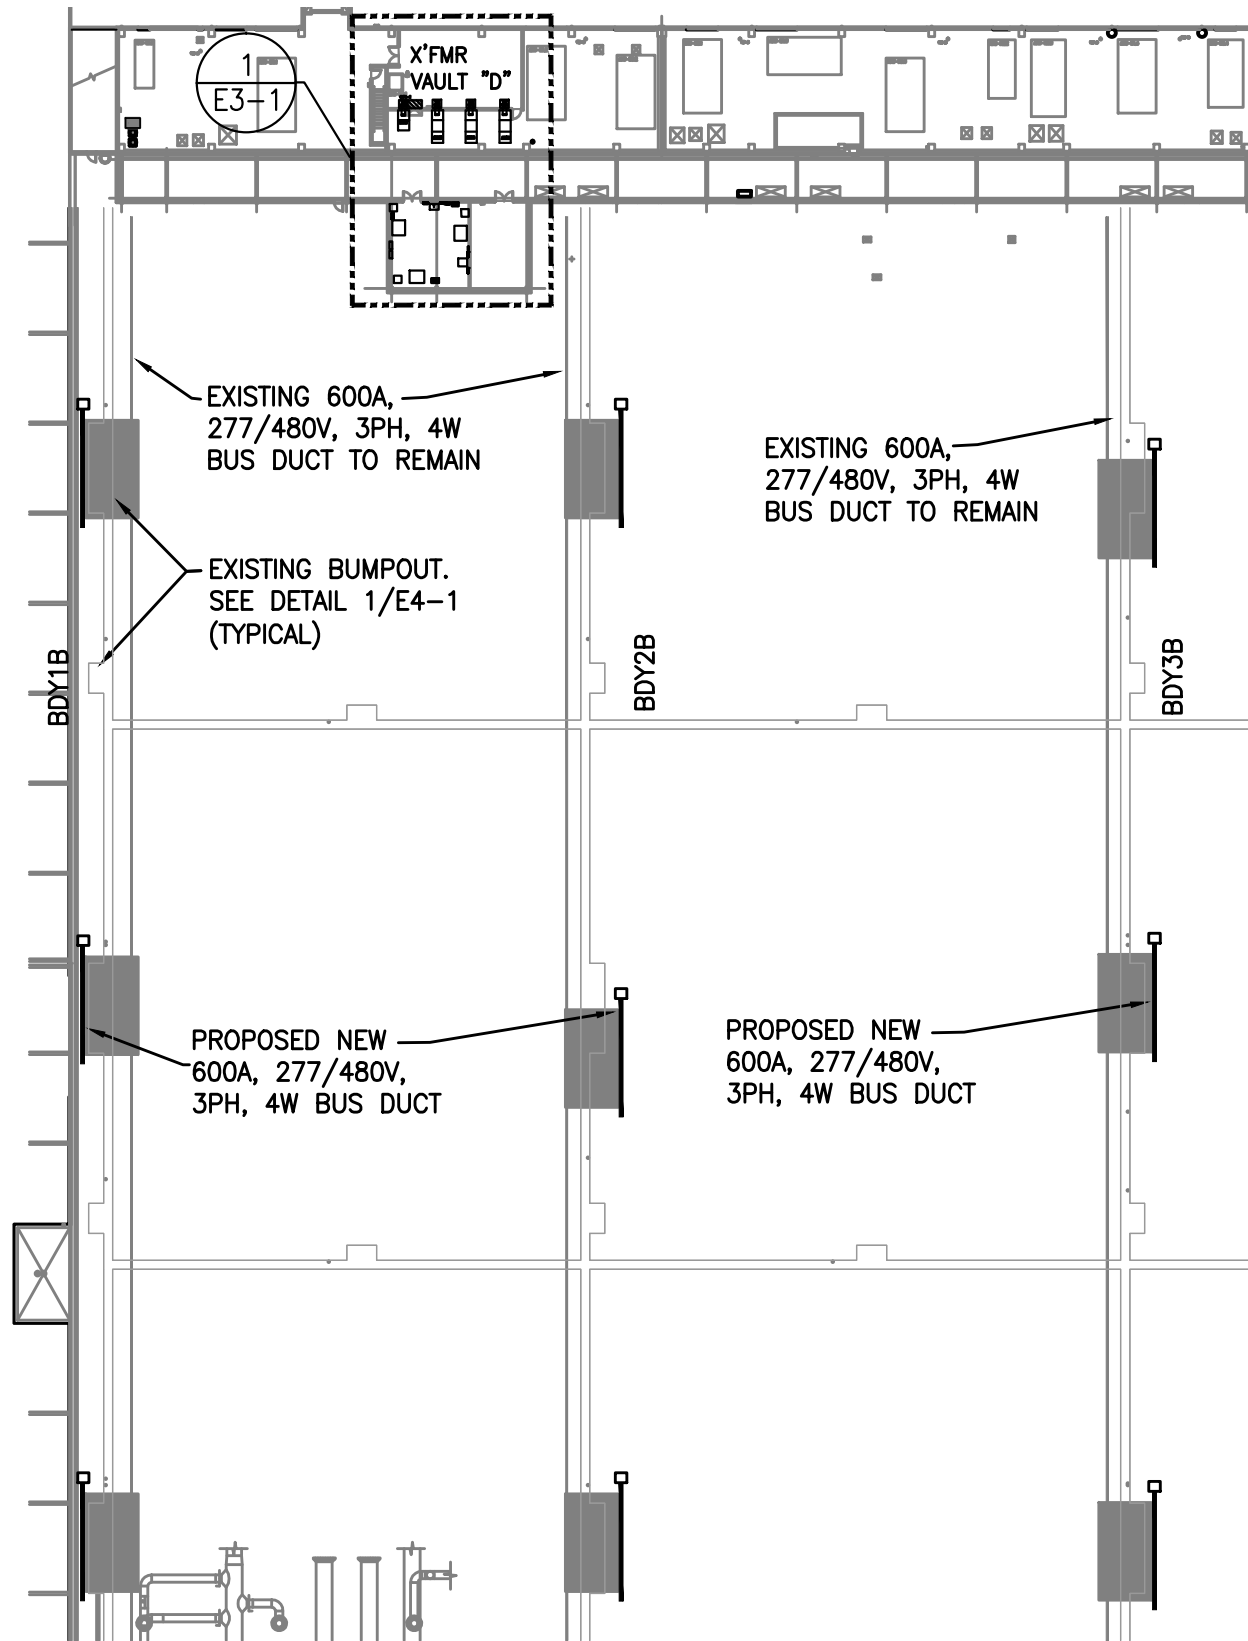 X'FMR
VAULT "D"
1
E3-1
EXISTING 600A,
277/480V, 3PH, 4W
BUS DUCT TO REMAIN
EXISTING 600A,
277/480V, 3PH, 4W
BUS DUCT TO REMAIN
EXISTING BUMPOUT.
SEE DETAIL 1/E4-1
(TYPICAL)
BDY1B
BDY2B
BDY3B
PROPOSED NEW
600A, 277/480V,
3PH, 4W BUS DUCT
PROPOSED NEW
600A, 277/480V,
3PH, 4W BUS DUCT